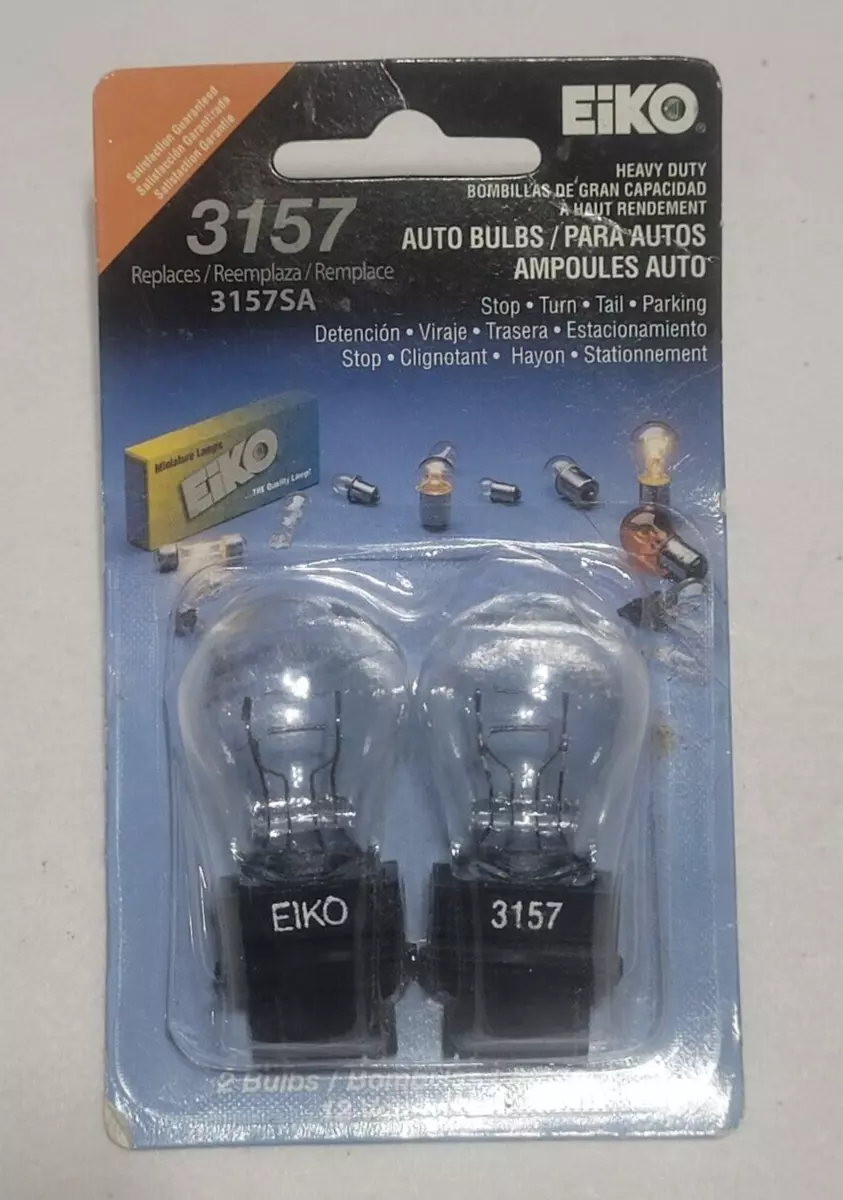 Satisfaction Guaranteed
Satisfacción Garantizada
Satisfaction Garantie
EiKO®
HEAVY DUTY
BOMBILLAS DE GRAN CAPACIDAD
À HAUT RENDEMENT
3157
AUTO BULBS / PARA AUTOS
AMPOULES AUTO
Replaces / Reemplaza / Remplace
3157SA
Stop • Turn • Tail • Parking
Detención • Viraje • Trasera • Estacionamiento
Stop • Clignotant • Hayon • Stationnement
Miniature Lamps
EiKO
...THE Quality Lamp!
EIKO
3157
2 Bulbs /